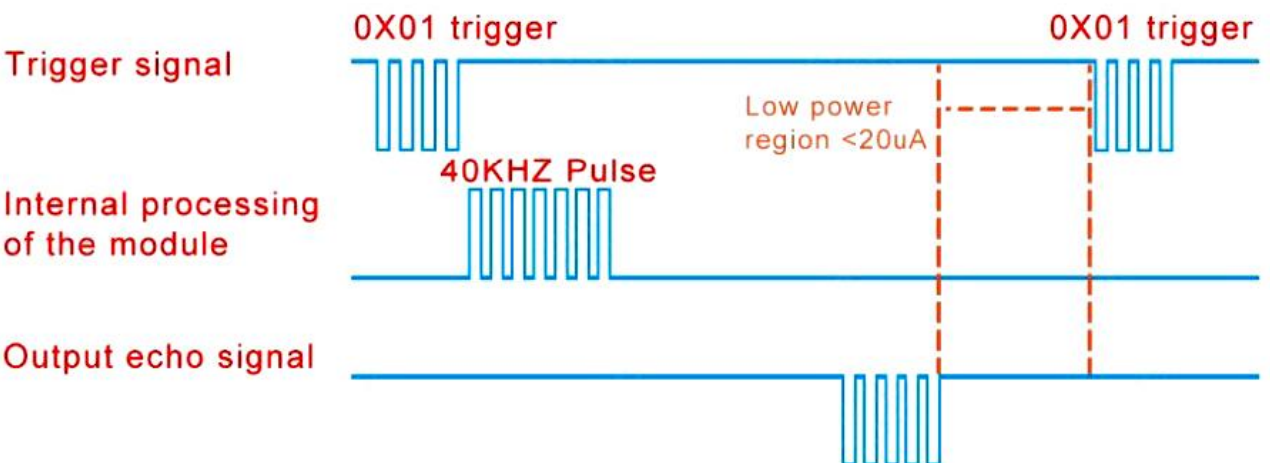 0X01 trigger
0X01 trigger
Trigger signal
Low power
region <20uA
40KHZ Pulse
Internal processing
of the module
Output echo signal